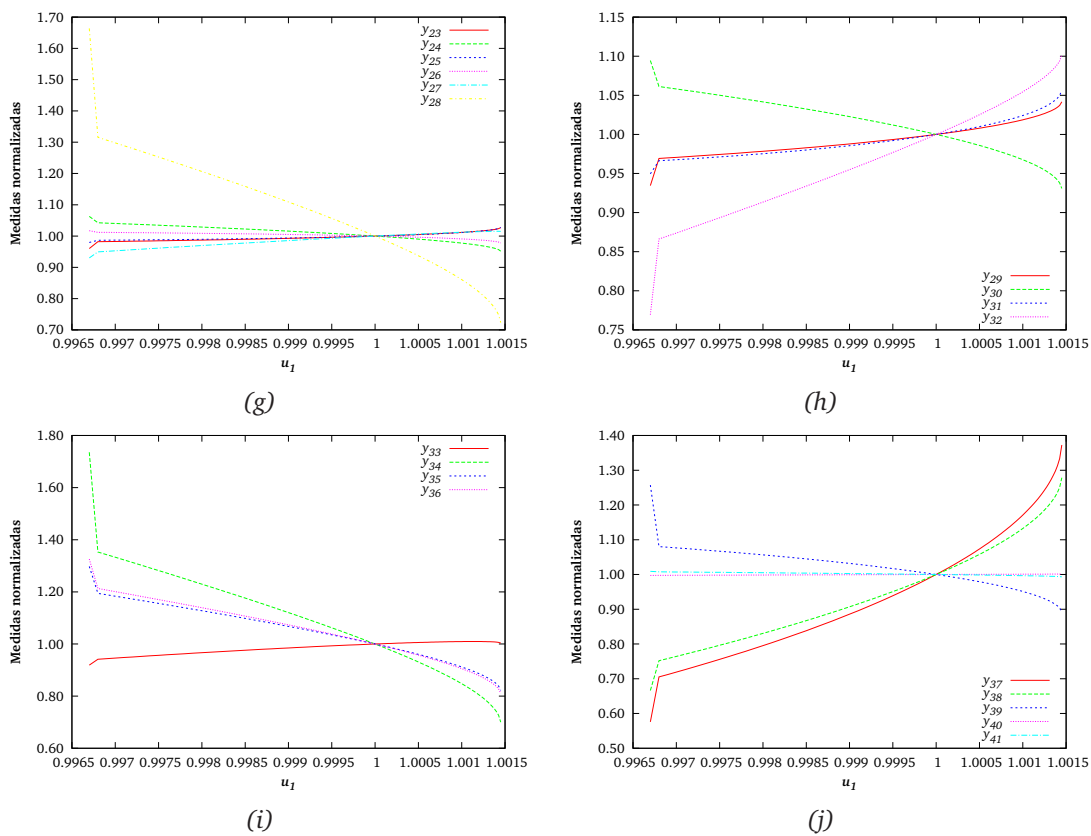 1.70
1.60
1.50
1.40
1.30
1.20
1.10
1.00
0.90
0.80
0.70
Medidas normalizadas
y23
y24
y25
y26
y27
y28
0.9965 0.997 0.9975 0.998 0.9985 0.999 0.9995 1 1.0005 1.001 1.0015
u1
(g)
1.15
1.10
1.05
1.00
0.95
0.90
0.85
0.80
0.75
Medidas normalizadas
y29
y30
y31
y32
0.9965 0.997 0.9975 0.998 0.9985 0.999 0.9995 1 1.0005 1.001 1.0015
u1
(h)
1.80
1.60
1.40
1.20
1.00
0.80
0.60
Medidas normalizadas
y33
y34
y35
y36
0.9965 0.997 0.9975 0.998 0.9985 0.999 0.9995 1 1.0005 1.001 1.0015
u1
(i)
1.40
1.30
1.20
1.10
1.00
0.90
0.80
0.70
0.60
0.50
Medidas normalizadas
y37
y38
y39
y40
y41
0.9965 0.997 0.9975 0.998 0.9985 0.999 0.9995 1 1.0005 1.001 1.0015
u1
(j)